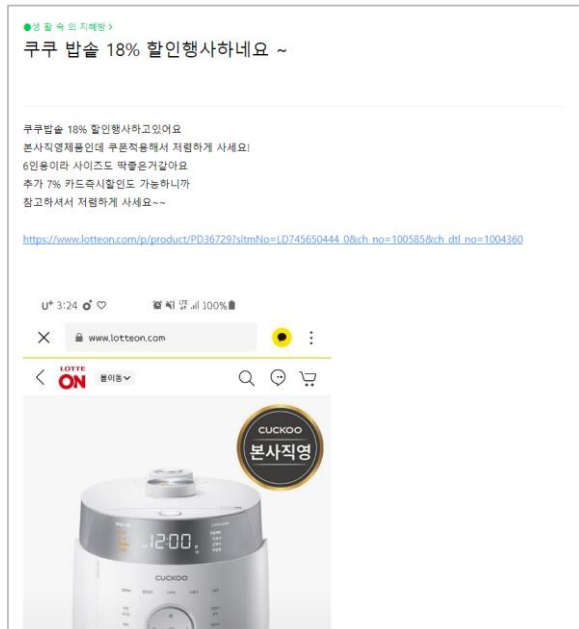 ●생 활 속 의 지혜방 >
쿠쿠 밥솥 18% 할인행사하네요 ~
쿠쿠밥솥 18% 할인행사하고있어요
본사직영제품인데 쿠폰적용해서 저렴하게 사세요!
6인용이라 사이즈도 딱좋은거같아요
추가 7% 카드즉시할인도 가능하니까
참고하셔서 저렴하게 사세요~~
https://www.lotteon.com/p/product/PD36729?sitmNo=LD745650444_0&ch_no=100585&ch_dtl_no=1004360
U+ 3:24
100%
www.lotteon.com
LOTTE
ON
몰이동
CUCKOO
본사직영
12:00
CUCKOO